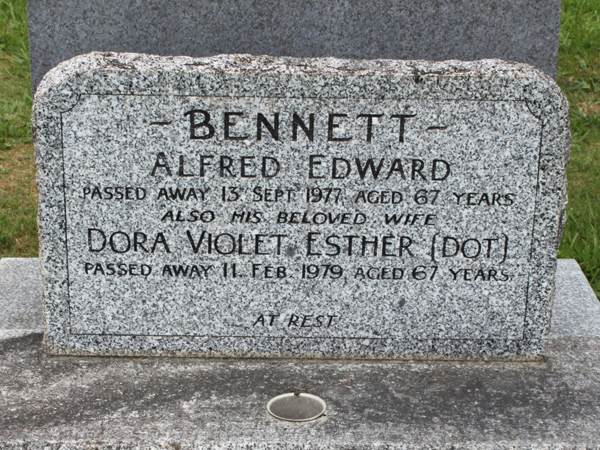 ~ BENNETT ~
ALFRED EDWARD
PASSED AWAY 13. SEPT. 1977, AGED 67 YEARS
ALSO HIS BELOVED WIFE
DORA VIOLET ESTHER (DOT)
PASSED AWAY 11. FEB. 1979, AGED 67 YEARS.
AT REST